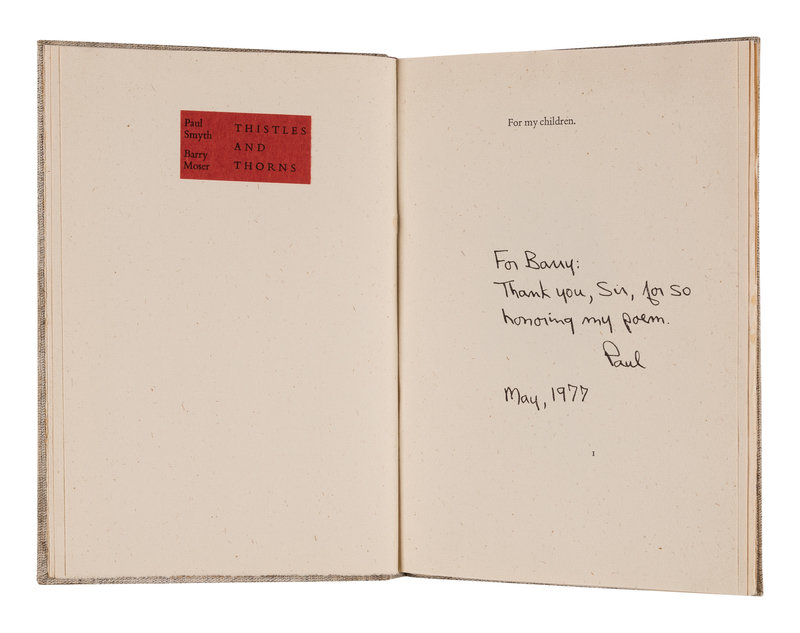 Paul
Smyth
Barry
Moser
THISTLES
AND
THORNS
For my children.
For Barry:
Thank you, Sir, for so
honoring my poem.
Paul
May, 1977
I